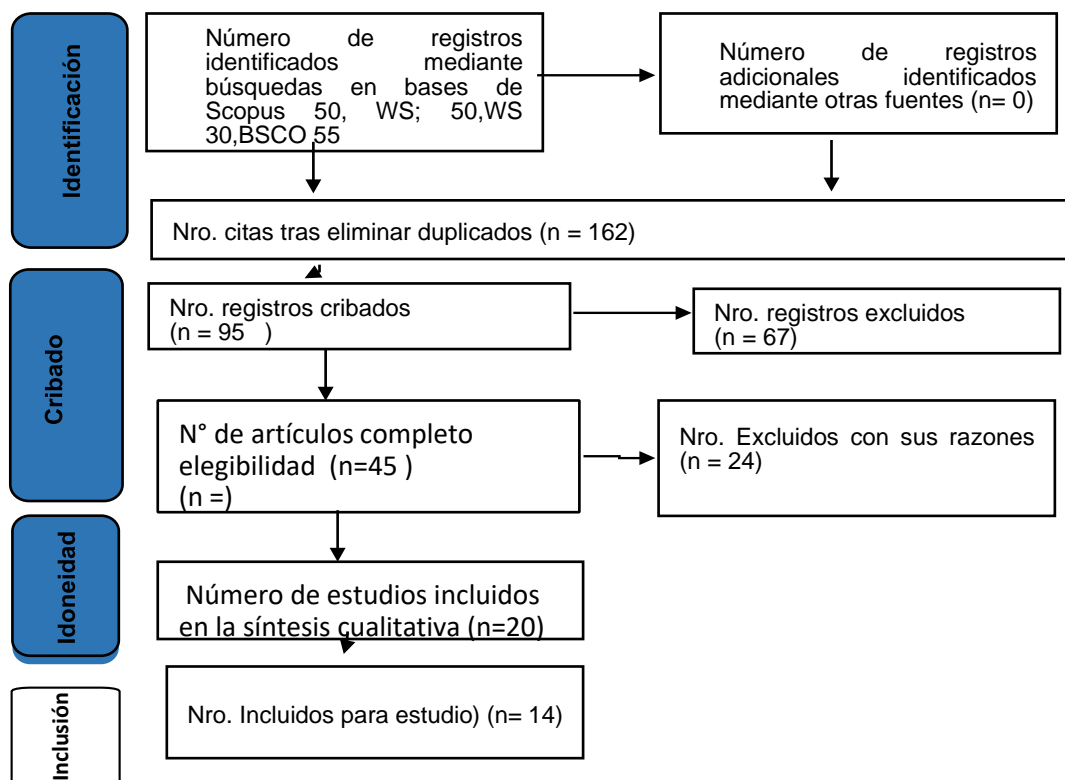 Identificación
Número de registros
identificados mediante
búsquedas en bases de
Scopus 50, WS; 50,WS
30,BSCO 55
Número de registros
adicionales identificados
mediante otras fuentes (n= 0)
Nro. citas tras eliminar duplicados (n = 162)
Cribado
Nro. registros cribados
(n = 95 )
Nro. registros excluidos
(n = 67)
N° de artículos completo
elegibilidad (n=45 )
(n =)
Nro. Excluidos con sus razones
(n = 24)
Idoneidad
Número de estudios incluidos
en la síntesis cualitativa (n=20)
Inclusión
Nro. Incluidos para estudio) (n= 14)